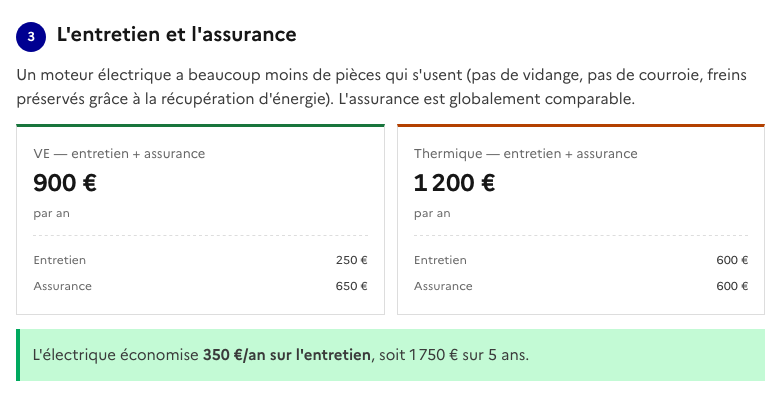 3 L'entretien et l'assurance
Un moteur électrique a beaucoup moins de pièces qui s'usent (pas de vidange, pas de courroie, freins
préservés grâce à la récupération d'énergie). L'assurance est globalement comparable.
VE — entretien + assurance
900 €
par an
Entretien 250 €
Assurance 650 €
Thermique — entretien + assurance
1 200 €
par an
Entretien 600 €
Assurance 600 €
L'électrique économise 350 €/an sur l'entretien, soit 1 750 € sur 5 ans.